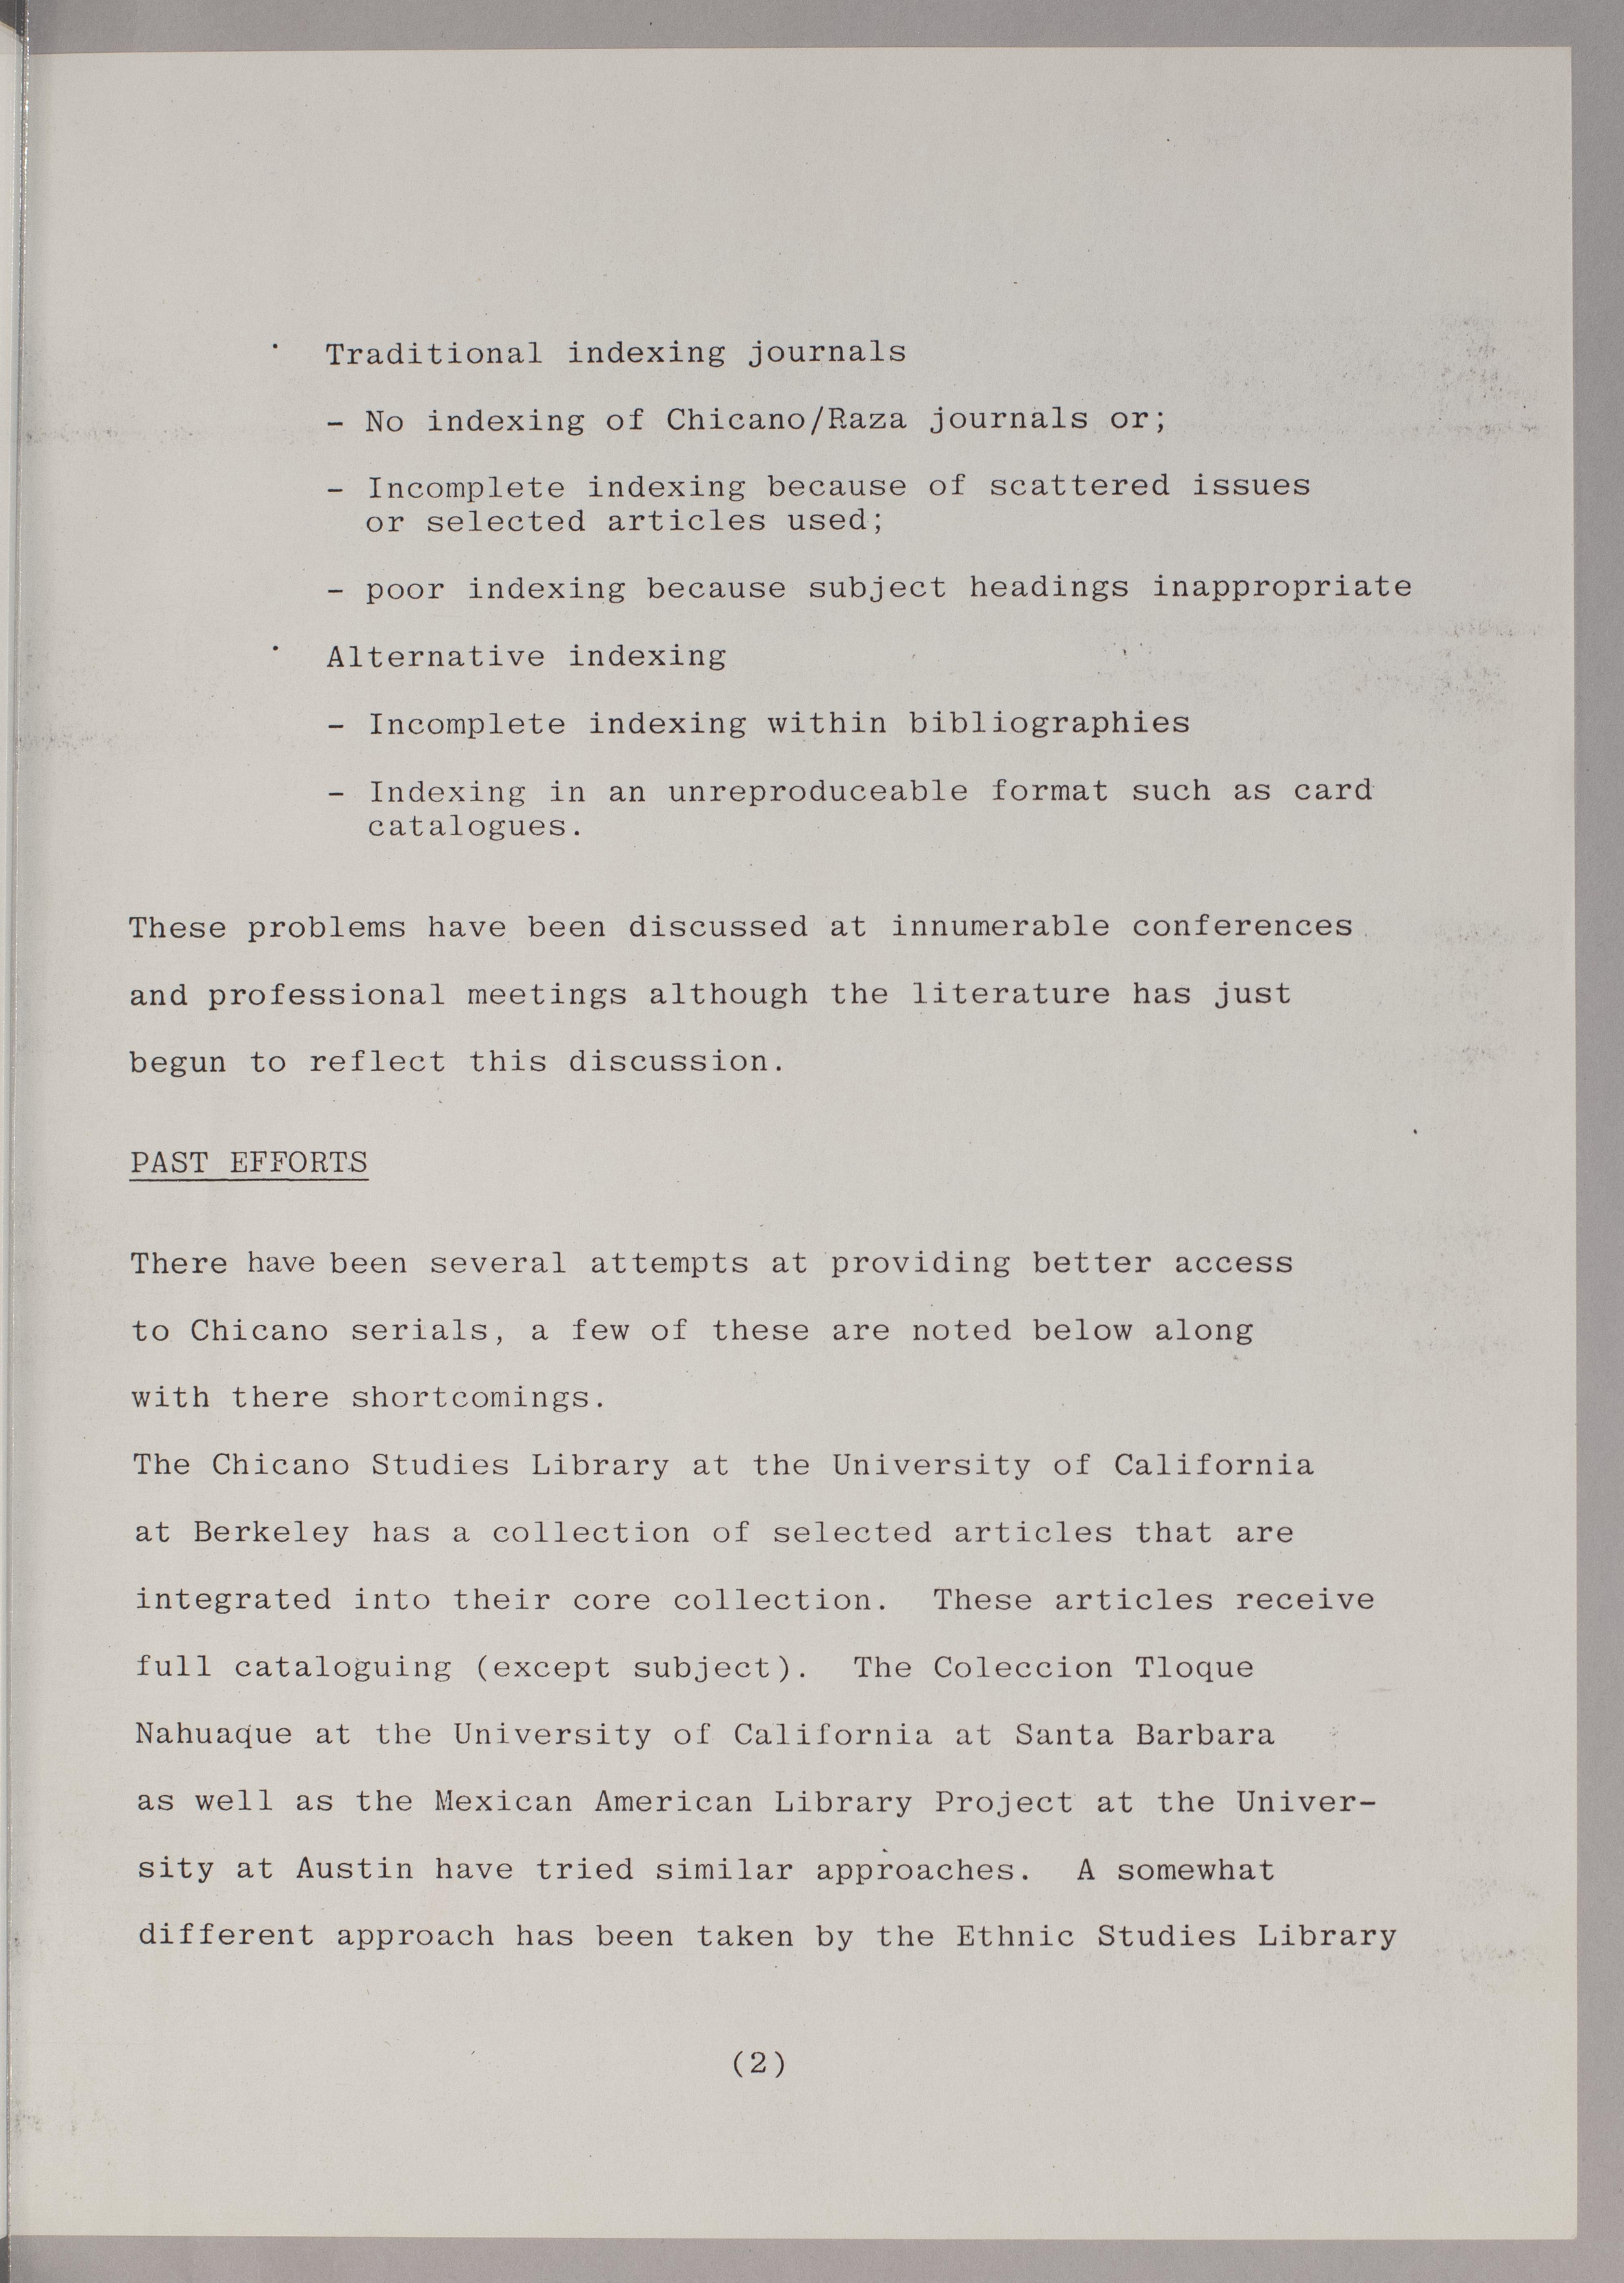 · Traditional indexing journals
- No indexing of Chicano/Raza journals or;
- Incomplete indexing because of scattered issues
or selected articles used;
- poor indexing because subject headings inappropriate
· Alternative indexing
- Incomplete indexing within bibliographies
- Indexing in an unreproduceable format such as card
catalogues.
These problems have been discussed at innumerable conferences
and professional meetings although the literature has just
begun to reflect this discussion.
PAST EFFORTS
There have been several attempts at providing better access
to Chicano serials, a few of these are noted below along
with there shortcomings.
The Chicano Studies Library at the University of California
at Berkeley has a collection of selected articles that are
integrated into their core collection. These articles receive
full cataloguing (except subject). The Coleccion Tloque
Nahuaque at the University of California at Santa Barbara
as well as the Mexican American Library Project at the Univer-
sity at Austin have tried similar approaches. A somewhat
different approach has been taken by the Ethnic Studies Library
(2)